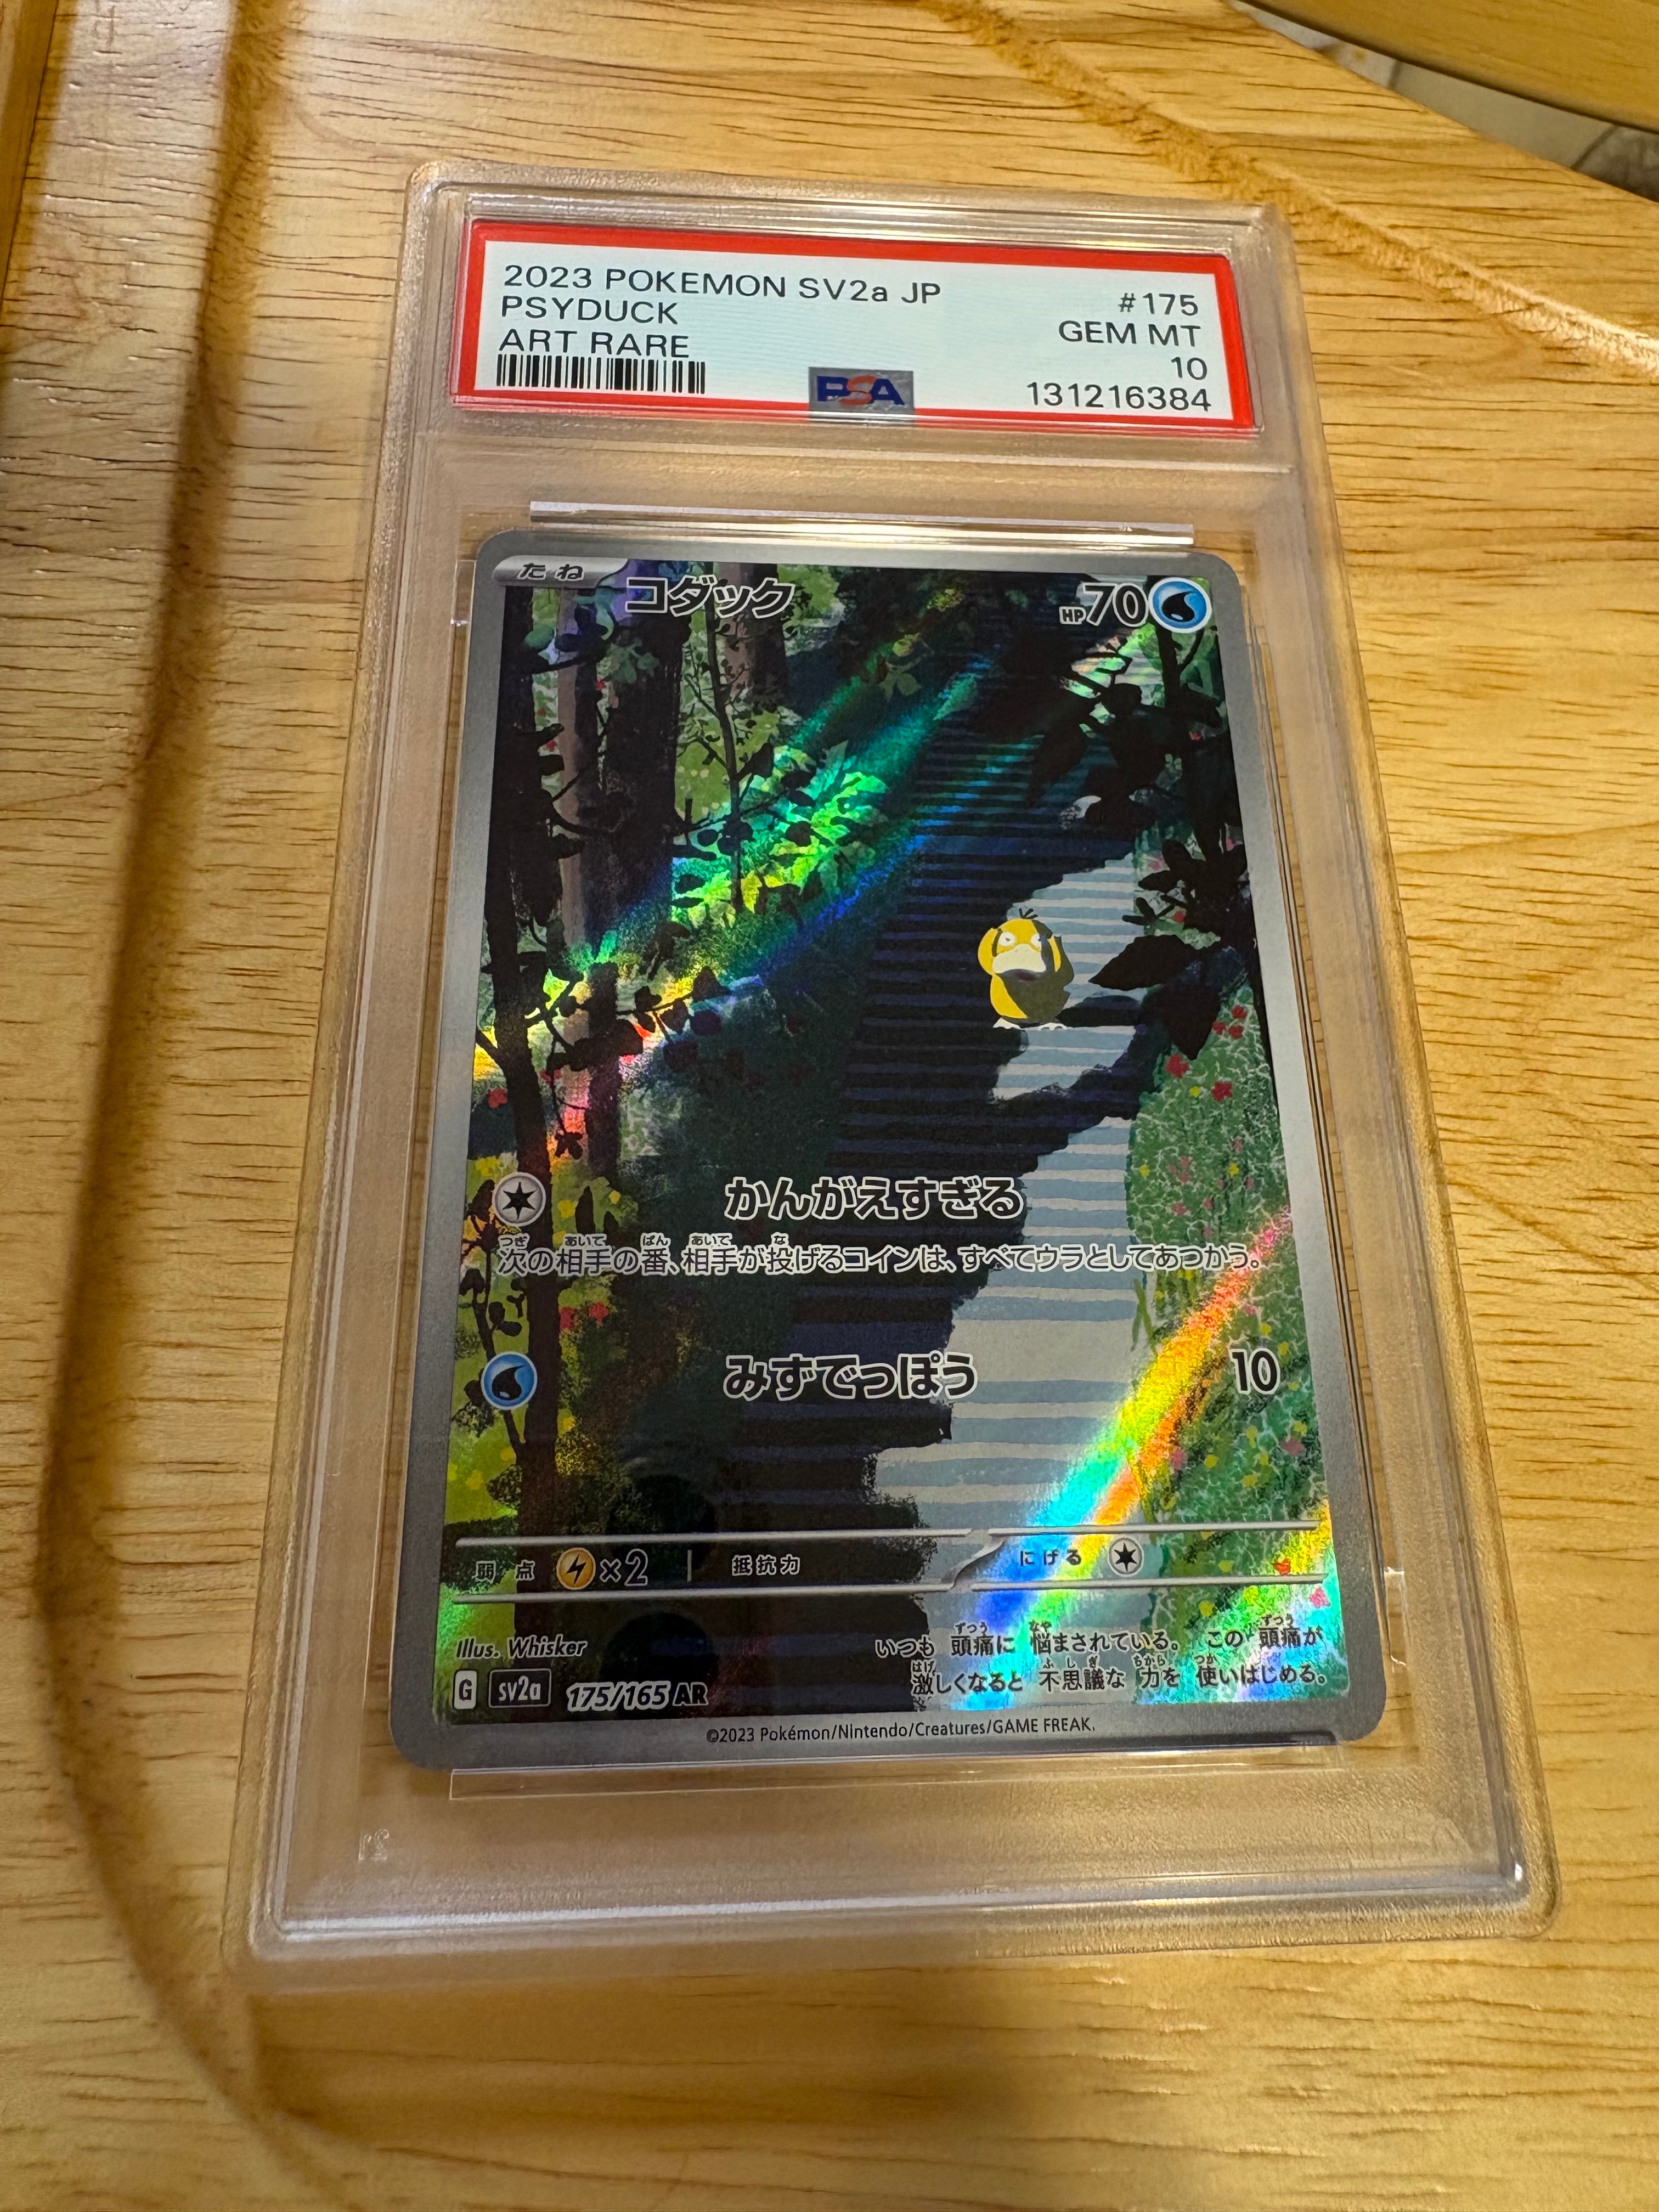 2023 POKEMON SV2a JP #175
PSYDUCK GEM MT
ART RARE 10
PSA 131216384
たね コダック HP70
かんがえすぎる
次の相手の番、相手が投げるコインは、すべてウラとしてあつかう。
みずでっぽう 10
弱点 ×2 抵抗力 にげる
Illus. Whisker
いつも 頭痛に 悩まされている。 この 頭痛が
激しくなると 不思議な 力を 使いはじめる。
G sv2a 175/165 AR
©2023 Pokémon/Nintendo/Creatures/GAME FREAK.